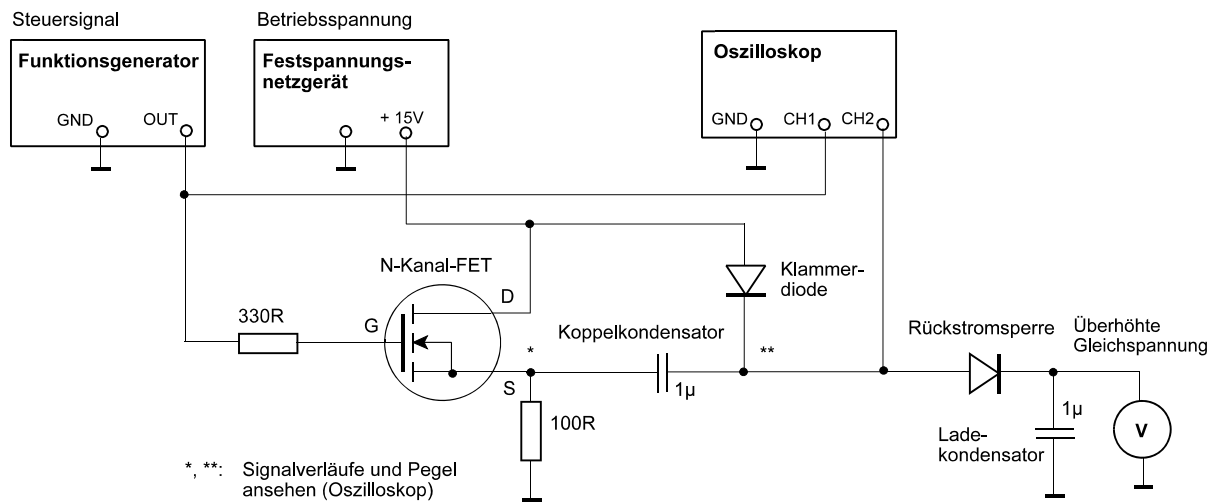 Steuersignal
Betriebsspannung
Funktionsgenerator
Festspannungs-
netzgerät
Oszilloskop
GND
OUT
+ 15V
GND
CH1
CH2
N-Kanal-FET
Klammer-
diode
330R
G
D
S
*
Koppelkondensator
1µ
**
Rückstromsperre
Überhöhte
Gleichspannung
100R
1µ
Lade-
kondensator
V
*, **: Signalverläufe und Pegel
ansehen (Oszilloskop)